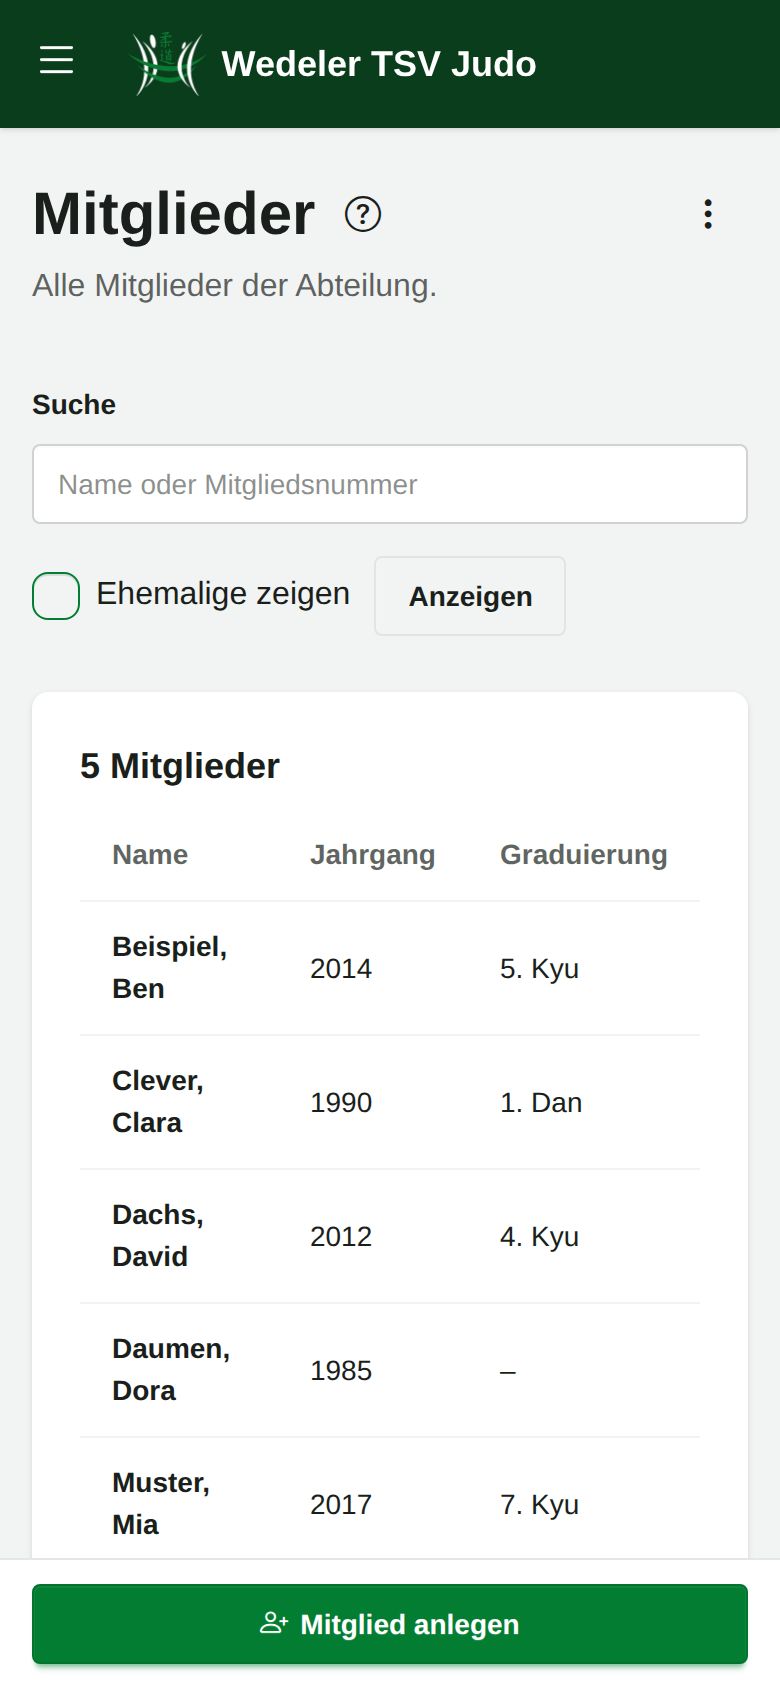 柔道
Wedeler TSV Judo
Mitglieder ?
Alle Mitglieder der Abteilung.
Suche
Name oder Mitgliedsnummer
Ehemalige zeigen Anzeigen
5 Mitglieder
Name Jahrgang Graduierung
Beispiel,
Ben 2014 5. Kyu
Clever,
Clara 1990 1. Dan
Dachs,
David 2012 4. Kyu
Daumen,
Dora 1985 –
Muster,
Mia 2017 7. Kyu
Mitglied anlegen